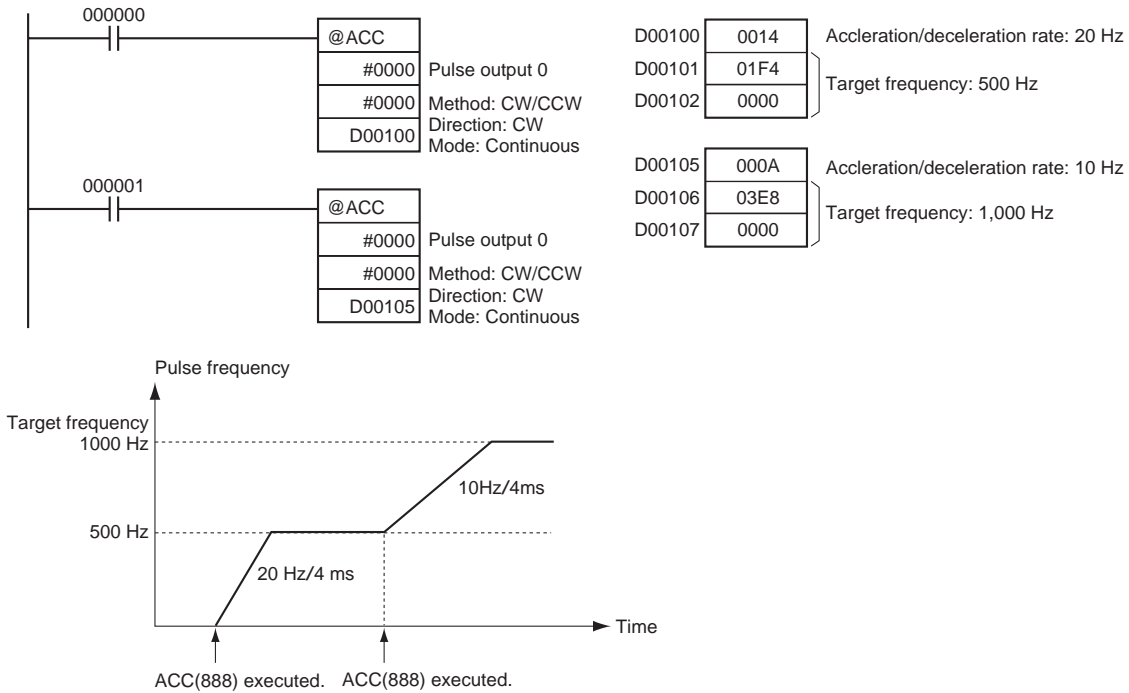 000000
@ACC
#0000 Pulse output 0
#0000 Method: CW/CCW
Direction: CW
D00100 Mode: Continuous
D00100 0014 Accleration/deceleration rate: 20 Hz
D00101 01F4
Target frequency: 500 Hz
D00102 0000
000001
@ACC
#0000 Pulse output 0
#0000 Method: CW/CCW
Direction: CW
D00105 Mode: Continuous
D00105 000A Accleration/deceleration rate: 10 Hz
D00106 03E8
Target frequency: 1,000 Hz
D00107 0000
Pulse frequency
Target frequency
1000 Hz
10Hz/4ms
500 Hz
20 Hz/4 ms
Time
ACC(888) executed. ACC(888) executed.